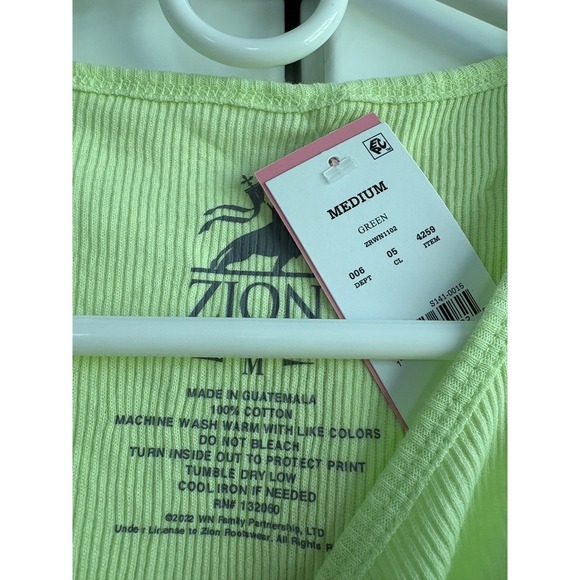 MEDIUM
GREEN
ZRWN1102
006 05 4259
DEPT CL ITEM
S141-0015
ZION
M
MADE IN GUATEMALA
100% COTTON
MACHINE WASH WARM WITH LIKE COLORS
DO NOT BLEACH
TURN INSIDE OUT TO PROTECT PRINT
TUMBLE DRY LOW
COOL IRON IF NEEDED
RN# 132060
©2022 WN Family Partnership, LTD
Under License to Zion Rootswear. All Rights